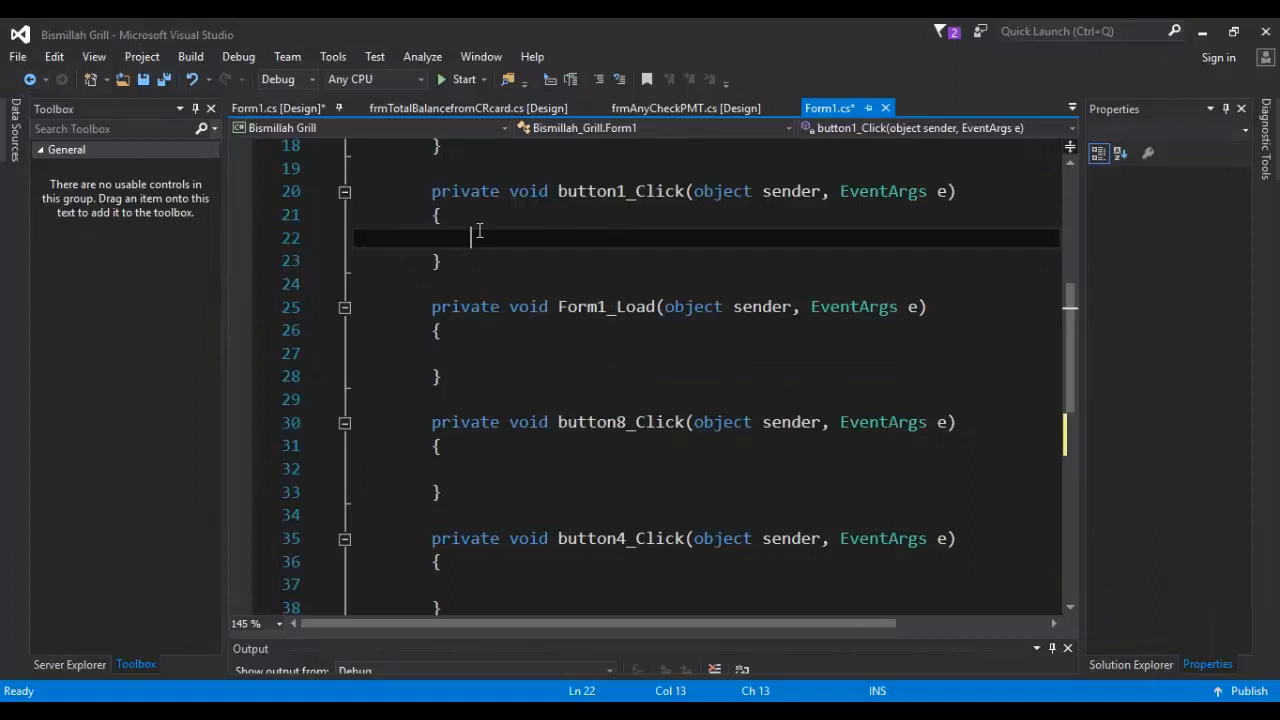 Bismillah Grill - Microsoft Visual Studio
2
Quick Launch (Ctrl+Q)
File Edit View Project Build Debug Team Tools Test Analyze Window Help
Sign in
Debug Any CPU Start
Data Sources
Toolbox
Form1.cs [Design]* frmTotalBalancefromCRcard.cs [Design] frmAnyCheckPMT.cs [Design] Form1.cs*
Properties
Diagnostic Tools
Search Toolbox
Bismillah Grill Bismillah_Grill.Form1 button1_Click(object sender, EventArgs e)
General
There are no usable controls in
this group. Drag an item onto this
text to add it to the toolbox.
18 }
19
20 private void button1_Click(object sender, EventArgs e)
21 {
22
23 }
24
25 private void Form1_Load(object sender, EventArgs e)
26 {
27
28 }
29
30 private void button8_Click(object sender, EventArgs e)
31 {
32
33 }
34
35 private void button4_Click(object sender, EventArgs e)
36 {
37
38 }
145 %
Output
Show output from: Debug
Server Explorer Toolbox
Solution Explorer Properties
Ready Ln 22 Col 13 Ch 13 INS Publish